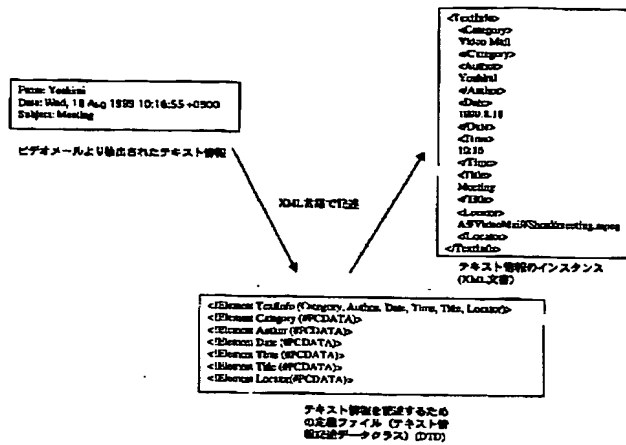 From: Yoshimi
Date: Wed, 18 Aug 1999 10:16:55 +0900
Subject: Meeting
ビデオメールより抽出されたテキスト情報
XML言語で記述
<TextInfo>
<Category>
Video Mail
</Category>
<Author>
Yoshimi
</Author>
<Date>
1999.8.18
</Date>
<Time>
10:16
</Time>
<Title>
Meeting
</Title>
<Locator>
</Locator>
</TextInfo>
テキスト情報のインスタンス
(XML文書)
<!Element TextInfo (Category, Author, Date, Time, Title, Locator)>
<!Element Category (#PCDATA)>
<!Element Author (#PCDATA)>
<!Element Date (#PCDATA)>
<!Element Time (#PCDATA)>
<!Element Title (#PCDATA)>
<!Element Locator(#PCDATA)>
テキスト情報を記述するため
の定義ファイル (テキスト情
報記述データクラス) (DTD)